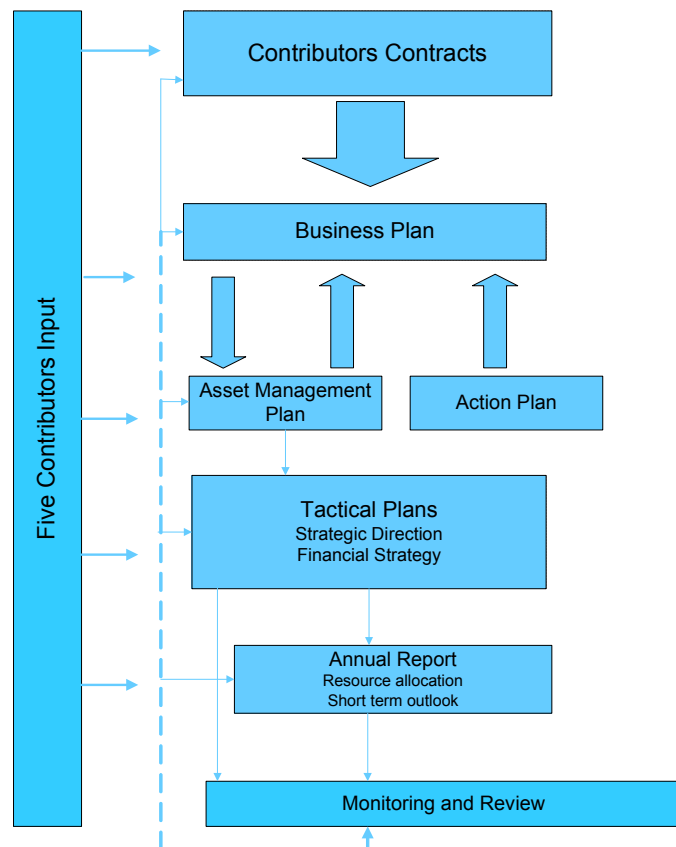 Five Contributors Input
Contributors Contracts
Business Plan
Asset Management
Plan
Action Plan
Tactical Plans
Strategic Direction
Financial Strategy
Annual Report
Resource allocation
Short term outlook
Monitoring and Review